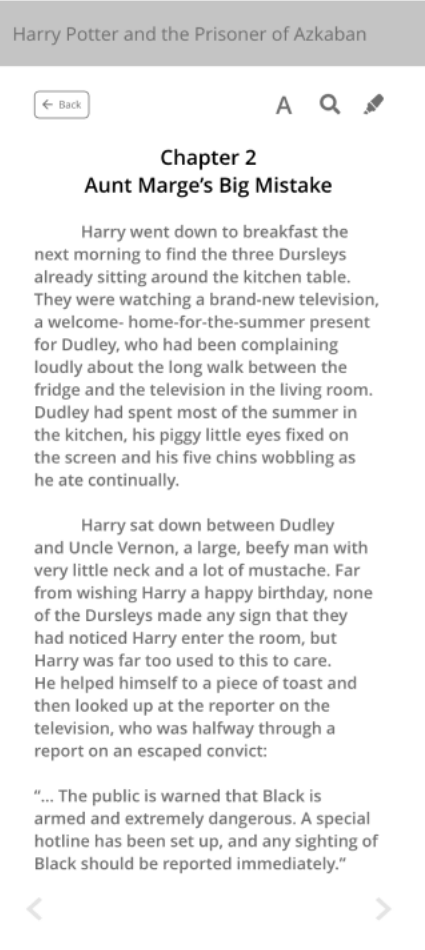 Harry Potter and the Prisoner of Azkaban
← Back
A
Chapter 2
Aunt Marge’s Big Mistake
Harry went down to breakfast the
next morning to find the three Dursleys
already sitting around the kitchen table.
They were watching a brand-new television,
a welcome- home-for-the-summer present
for Dudley, who had been complaining
loudly about the long walk between the
fridge and the television in the living room.
Dudley had spent most of the summer in
the kitchen, his piggy little eyes fixed on
the screen and his five chins wobbling as
he ate continually.
Harry sat down between Dudley
and Uncle Vernon, a large, beefy man with
very little neck and a lot of mustache. Far
from wishing Harry a happy birthday, none
of the Dursleys made any sign that they
had noticed Harry enter the room, but
Harry was far too used to this to care.
He helped himself to a piece of toast and
then looked up at the reporter on the
television, who was halfway through a
report on an escaped convict:
“... The public is warned that Black is
armed and extremely dangerous. A special
hotline has been set up, and any sighting of
Black should be reported immediately.”